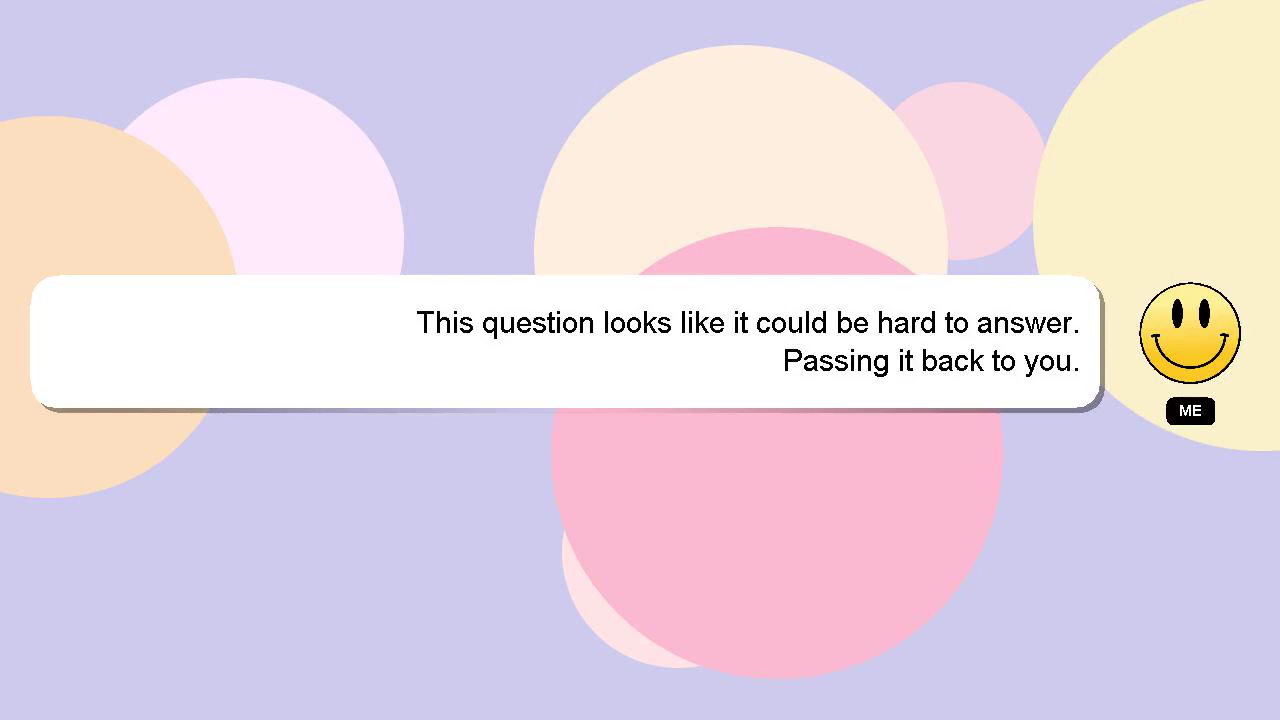 This question looks like it could be hard to answer.
Passing it back to you.
ME